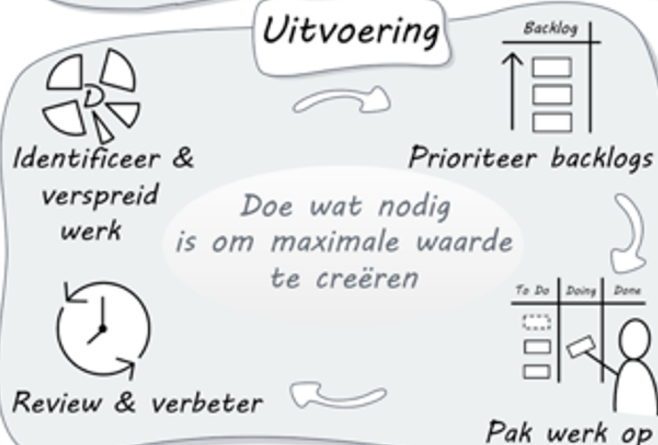 Uitvoering
Identificeer &
verspreid
werk
D
Backlog
Prioriteer backlogs
Doe wat nodig
is om maximale waarde
te creëren
To Do Doing Done
Pak werk op
Review & verbeter